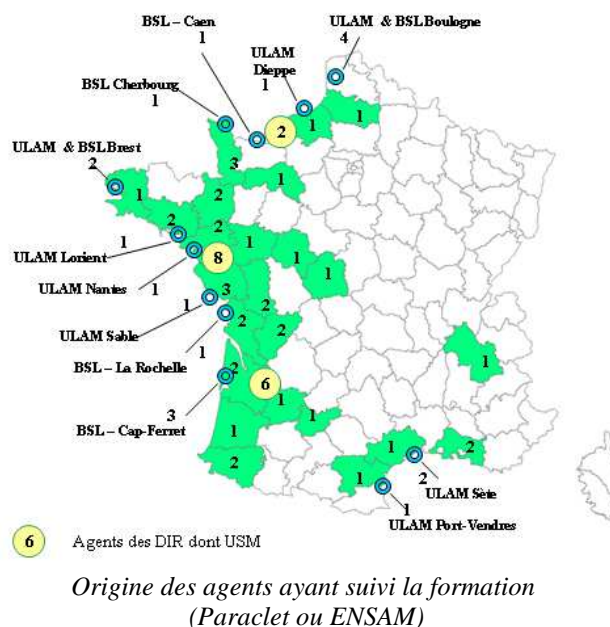 BSL – Caen
1
ULAM & BSL Boulogne
4
ULAM
Dieppe
1
BSL Cherbourg
1
2
1
1
ULAM & BSL Brest
2
3
1
2
1
2
2
1
ULAM Lorient
1
1
8
ULAM Nantes
1
3
2
1
ULAM Sable
2
2
1
BSL – La Rochelle
1
2
6
3
BSL – Cap-Ferret
1
1
1
2
1
2
1
2
ULAM Sète
1
ULAM Port-Vendres
6 Agents des DIR dont USM
Origine des agents ayant suivi la formation
(Paraclet ou ENSAM)